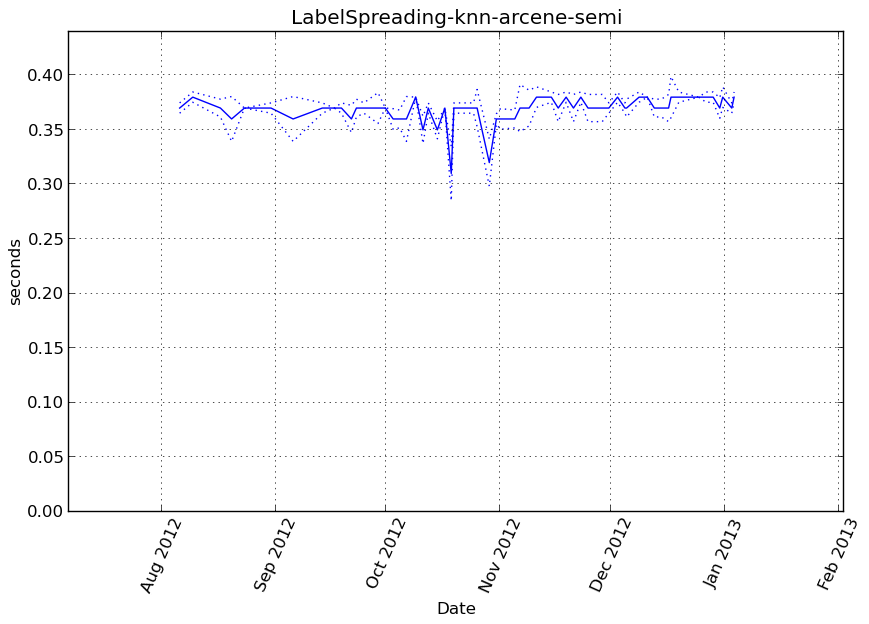 LabelSpreading-knn-arcene-semi
0.40
0.35
0.30
0.25
0.20
0.15
0.10
0.05
0.00
seconds
Aug 2012
Sep 2012
Oct 2012
Nov 2012
Dec 2012
Jan 2013
Feb 2013
Date